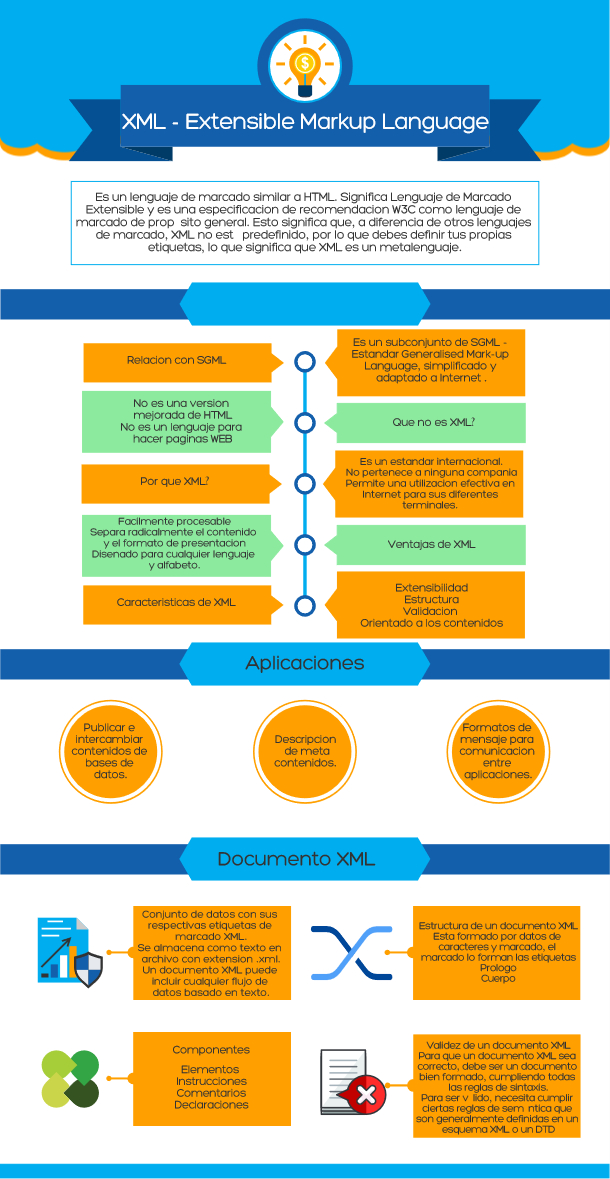 $
XML - Extensible Markup Language
Es un lenguaje de marcado similar a HTML. Significa Lenguaje de Marcado
Extensible y es una especificacion de recomendacion W3C como lenguaje de
marcado de prop sito general. Esto significa que, a diferencia de otros lenguajes
de marcado, XML no est predefinido, por lo que debes definir tus propias
etiquetas, lo que significa que XML es un metalenguaje.
Relacion con SGML
Es un subconjunto de SGML -
Estandar Generalised Mark-up
Language, simplificado y
adaptado a Internet .
No es una version
mejorada de HTML
No es un lenguaje para
hacer paginas WEB
Que no es XML?
Por que XML?
Es un estandar internacional.
No pertenece a ninguna compania
Permite una utilizacion efectiva en
Internet para sus diferentes
terminales.
Facilmente procesable
Separa radicalmente el contenido
y el formato de presentacion
Disenado para cualquier lenguaje
y alfabeto.
Ventajas de XML
Caracteristicas de XML
Extensibilidad
Estructura
Validacion
Orientado a los contenidos
Aplicaciones
Publicar e
intercambiar
contenidos de
bases de
datos.
Descripcion
de meta
contenidos.
Formatos de
mensaje para
comunicacion
entre
aplicaciones.
Documento XML
Conjunto de datos con sus
respectivas etiquetas de
marcado XML.
Se almacena como texto en
archivo con extension .xml.
Un documento XML puede
incluir cualquier flujo de
datos basado en texto.
Estructura de un documento XML
Esta formado por datos de
caracteres y marcado, el
marcado lo forman las etiquetas
Prologo
Cuerpo
Componentes
Elementos
Instrucciones
Comentarios
Declaraciones
Validez de un documento XML
Para que un documento XML sea
correcto, debe ser un documento
bien formado, cumpliendo todas
las reglas de sintaxis.
Para ser v lido, necesita cumplir
ciertas reglas de sem ntica que
son generalmente definidas en un
esquema XML o un DTD